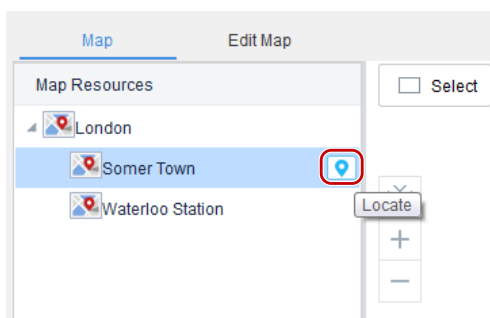 Map Edit Map
Map Resources
Select
London
Somer Town
Locate
Waterloo Station